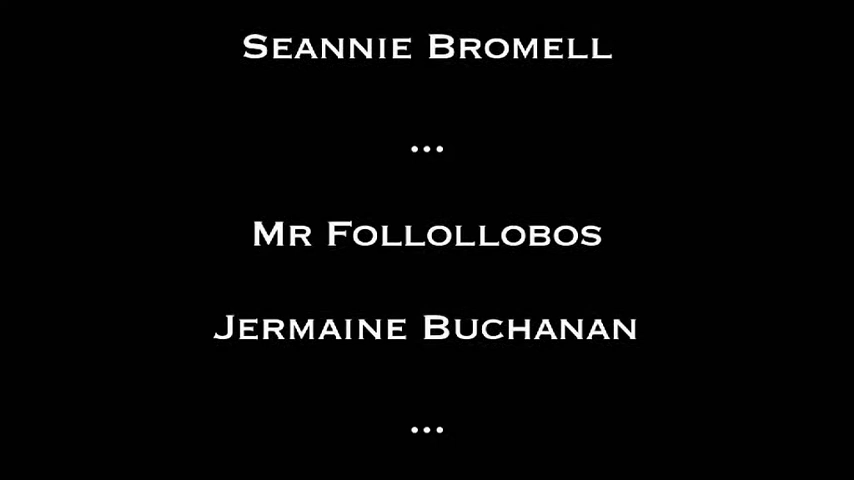 Seannie Bromell
...
Mr Follollobos
Jermaine Buchanan
...